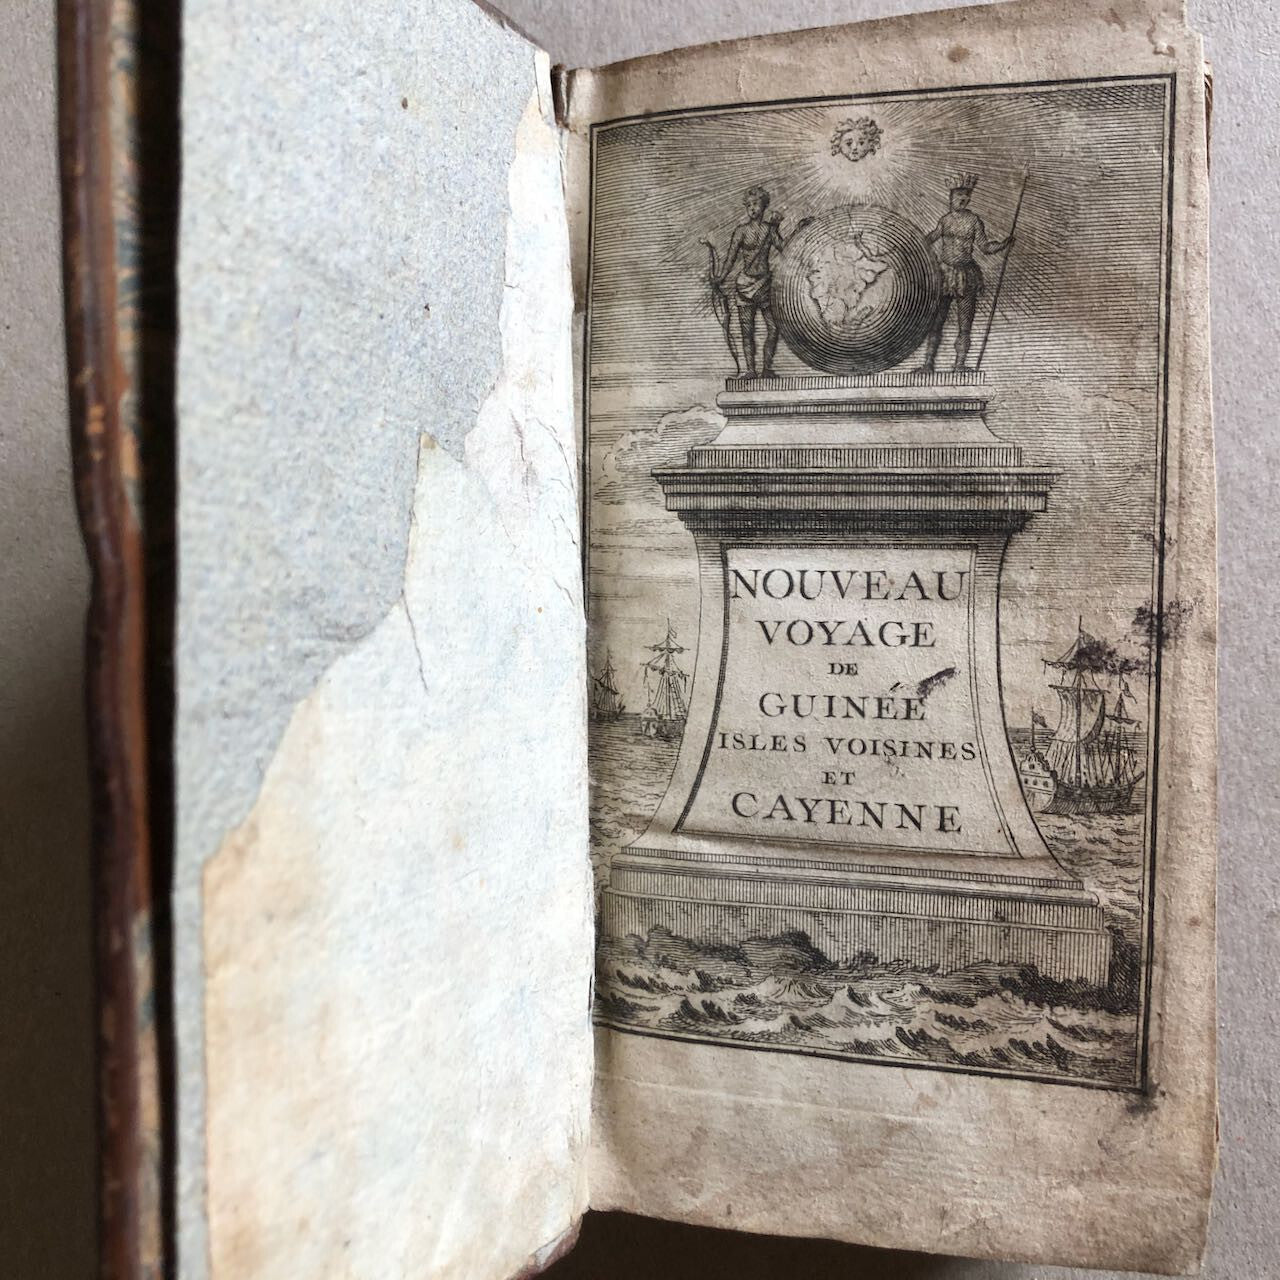 NOUVEAU
VOYAGE
DE
GUINÉE
ISLES VOISINES
ET
CAYENNE